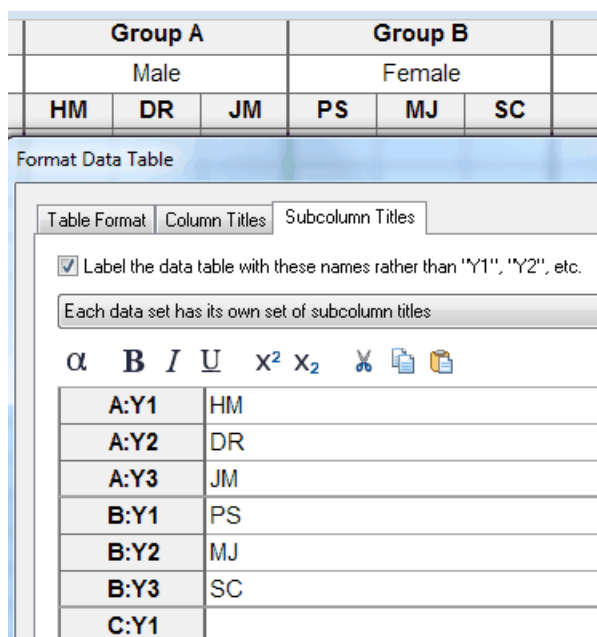 Group A Group B
Male Female
HM DR JM PS MJ SC
Format Data Table
Table Format Column Titles Subcolumn Titles
Label the data table with these names rather than "Y1", "Y2", etc.
Each data set has its own set of subcolumn titles
α B I U X² X₂
A:Y1 HM
A:Y2 DR
A:Y3 JM
B:Y1 PS
B:Y2 MJ
B:Y3 SC
C:Y1